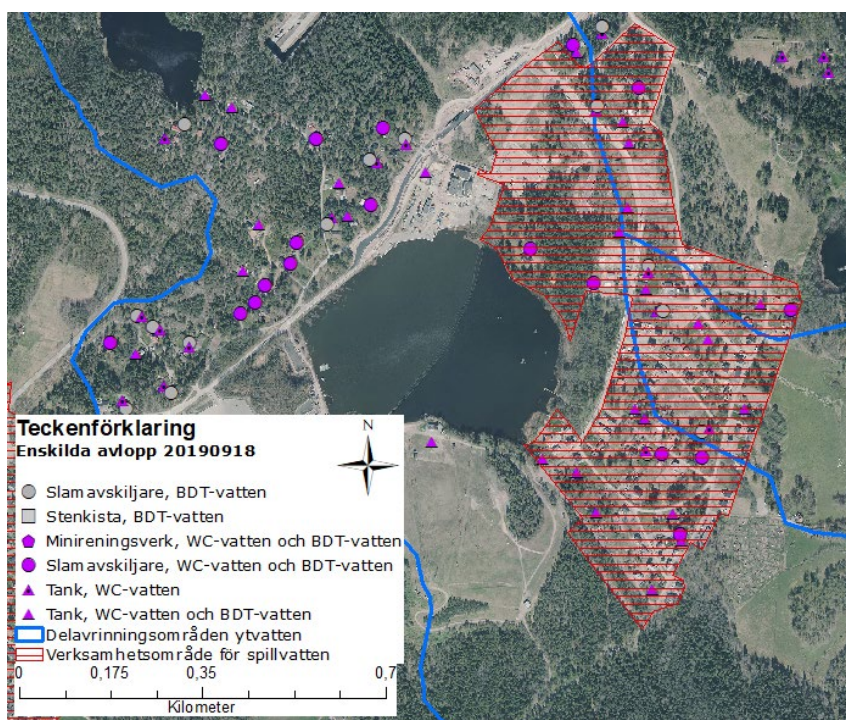 Teckenförklaring
Enskilda avlopp 20190918
N
Slamavskiljare, BDT-vatten
Stenkista, BDT-vatten
Minireningsverk, WC-vatten och BDT-vatten
Slamavskiljare, WC-vatten och BDT-vatten
Tank, WC-vatten
Tank, WC-vatten och BDT-vatten
Delavrinningsområden ytvatten
Verksamhetsområde för spillvatten
0 0,175 0,35 0,7
Kilometer